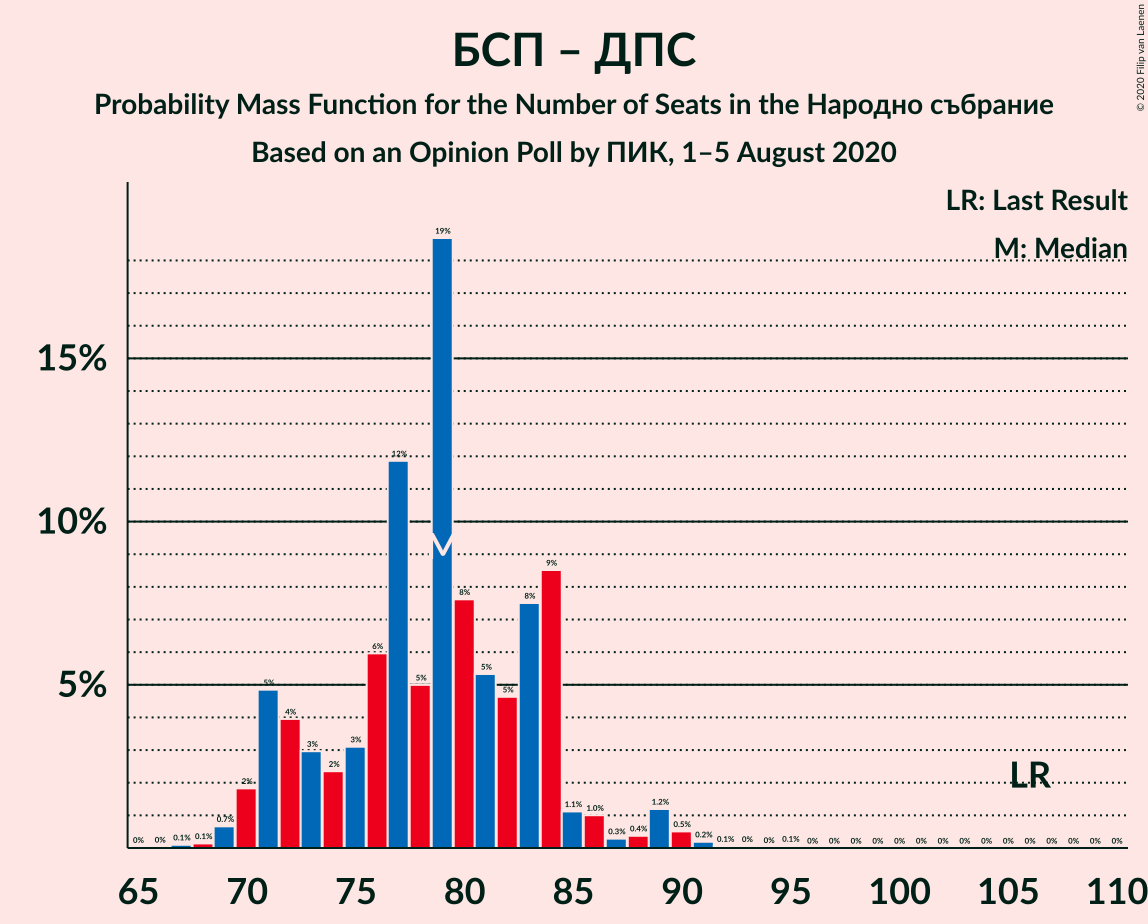 БСП – ДПС
Probability Mass Function for the Number of Seats in the Народно събрание
Based on an Opinion Poll by ПИК, 1–5 August 2020
© 2020 Filip van Laenen
LR: Last Result
M: Median
15%
10%
5%
0% 0% 0.1% 0.1% 0.7% 2% 5% 4% 3% 2% 3% 6% 12% 5% 19% 8% 5% 5% 8% 9% 1.1% 1.0% 0.3% 0.4% 1.2% 0.5% 0.2% 0.1% 0% 0% 0.1% 0% 0% 0% 0% 0% 0% 0% 0% 0% 0% 0% 0% 0% 0% 0%
M
LR
65 70 75 80 85 90 95 100 105 110